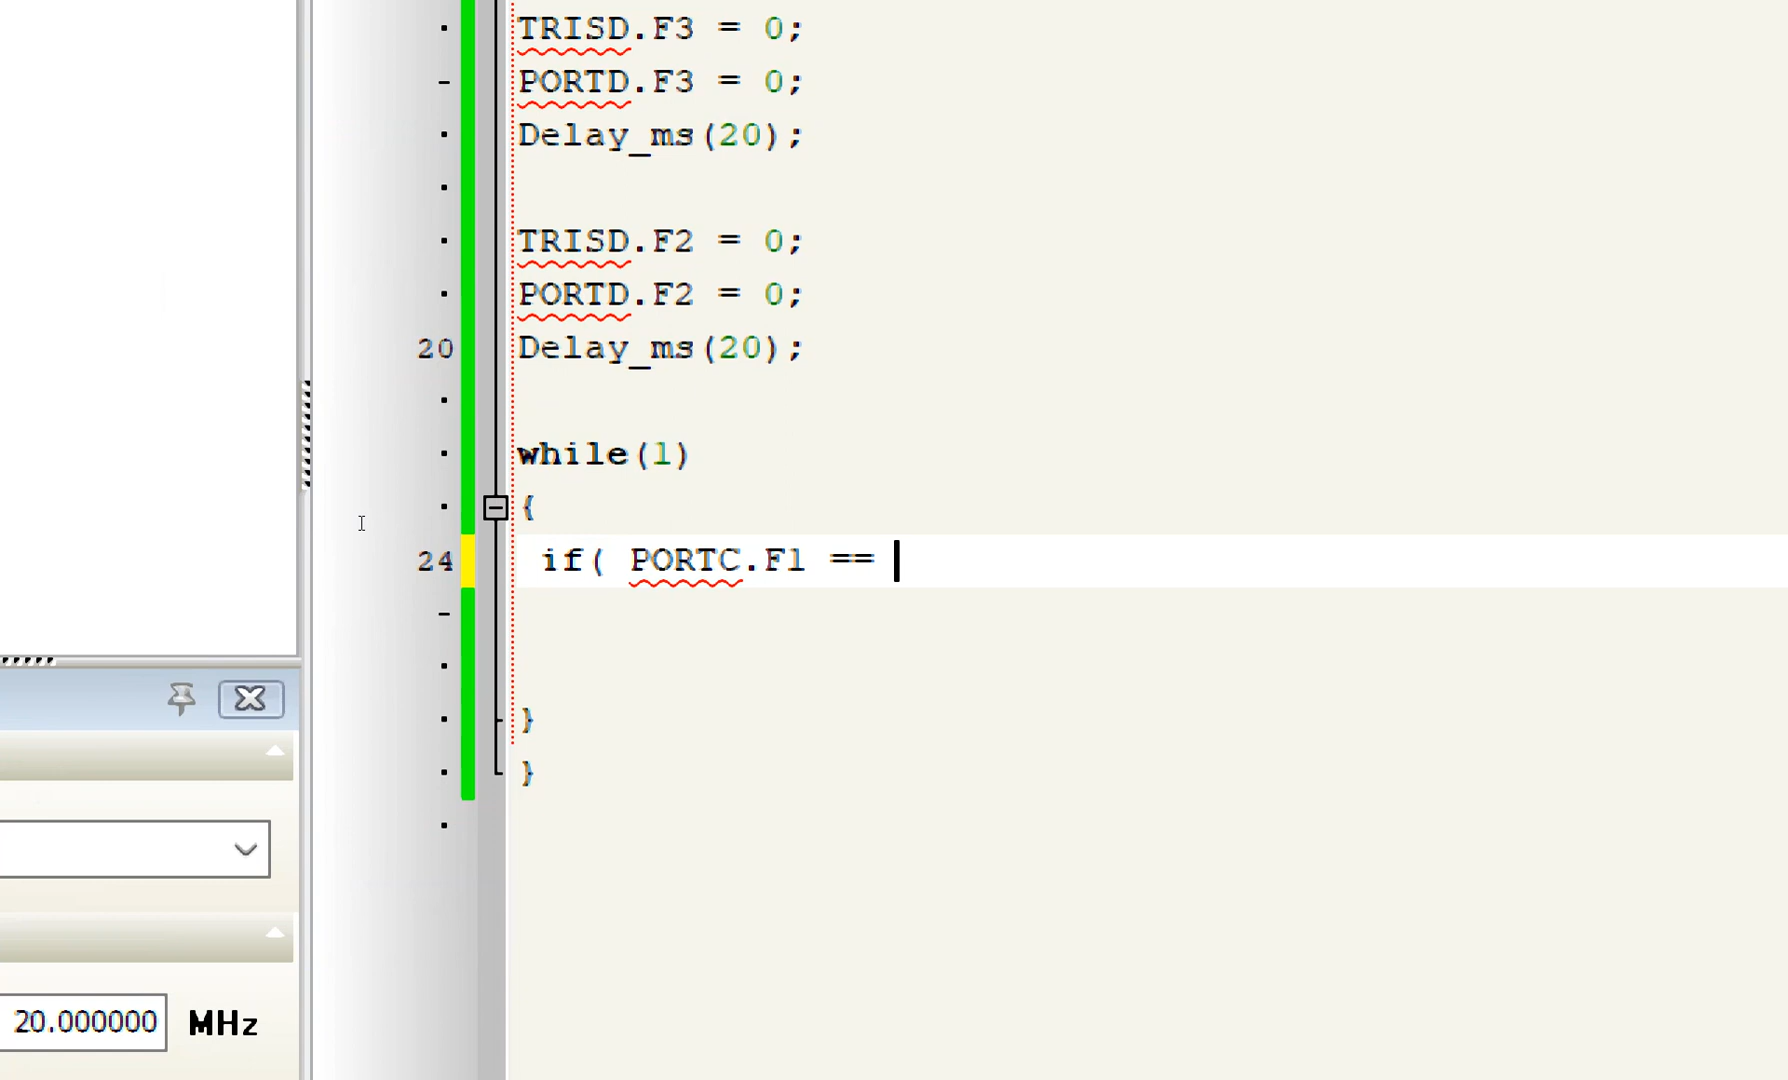 TRISD.F3 = 0;
PORTD.F3 = 0;
Delay_ms(20);
TRISD.F2 = 0;
PORTD.F2 = 0;
20 Delay_ms(20);
while(1)
{
24 if( PORTC.F1 ==
}
}
20.000000 MHz